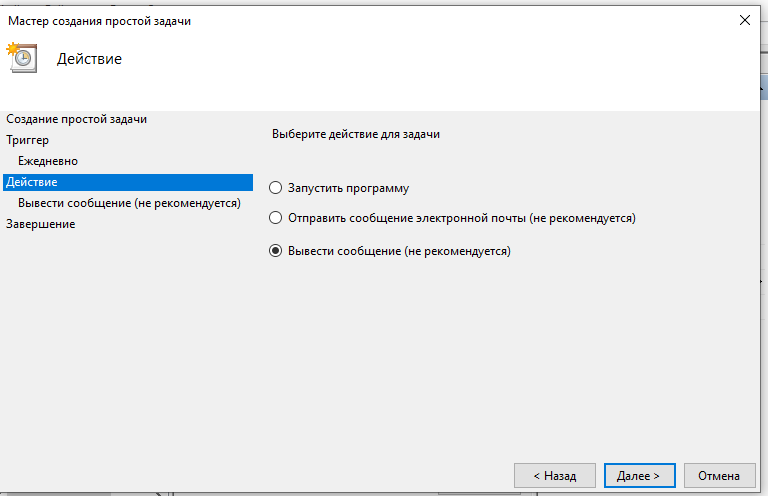 Мастер создания простой задачи
Действие
Создание простой задачи
Триггер
Ежедневно
Действие
Вывести сообщение (не рекомендуется)
Завершение
Выберите действие для задачи
Запустить программу
Отправить сообщение электронной почты (не рекомендуется)
Вывести сообщение (не рекомендуется)
< Назад
Далее >
Отмена